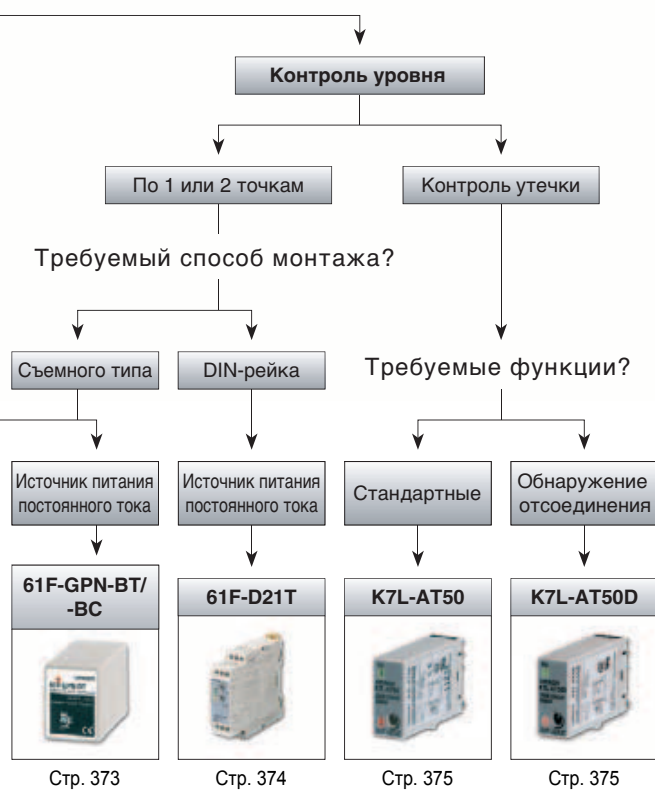 Контроль уровня
По 1 или 2 точкам
Контроль утечки
Требуемый способ монтажа?
Съемного типа
DIN-рейка
Требуемые функции?
Источник питания
постоянного тока
Источник питания
постоянного тока
Стандартные
Обнаружение
отсоединения
61F-GPN-BT/
-BC
61F-D21T
K7L-AT50
K7L-AT50D
Стр. 373
Стр. 374
Стр. 375
Стр. 375